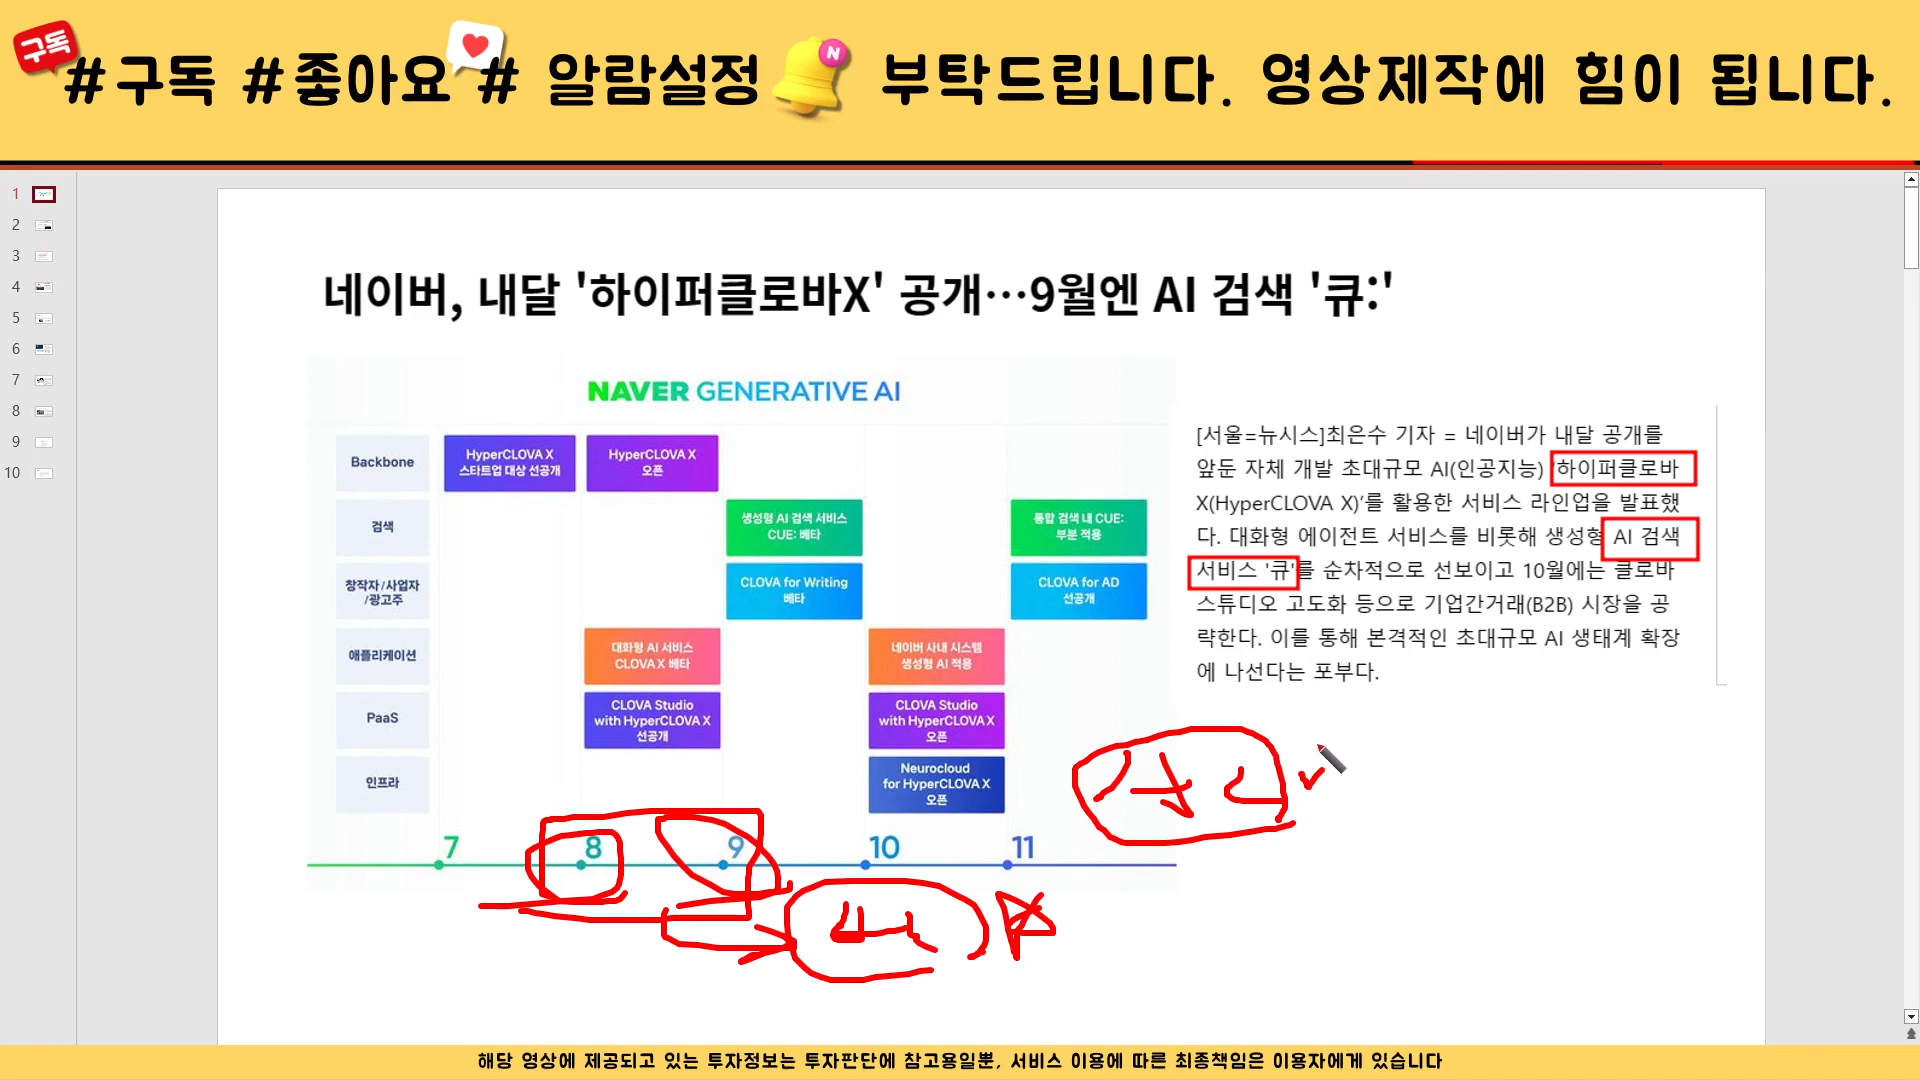 구독
#구독 #좋아요 # 알람설정 N 부탁드립니다. 영상제작에 힘이 됩니다.
1
2
3
4
5
6
7
8
9
10
네이버, 내달 '하이퍼클로바X' 공개…9월엔 AI 검색 '큐:'
NAVER GENERATIVE AI
Backbone
HyperCLOVA X
스타트업 대상 선공개
HyperCLOVA X
오픈
검색
생성형 AI 검색 서비스
CUE: 베타
통합 검색 내 CUE:
부분 적용
창작자/사업자
/광고주
CLOVA for Writing
베타
CLOVA for AD
선공개
애플리케이션
대화형 AI 서비스
CLOVA X 베타
네이버 사내 시스템
생성형 AI 적용
PaaS
CLOVA Studio
with HyperCLOVA X
선공개
CLOVA Studio
with HyperCLOVA X
오픈
인프라
Neurocloud
for HyperCLOVA X
오픈
7 8 9 10 11
[서울=뉴시스]최은수 기자 = 네이버가 내달 공개를
앞둔 자체 개발 초대규모 AI(인공지능) '하이퍼클로바
X(HyperCLOVA X)'를 활용한 서비스 라인업을 발표했
다. 대화형 에이전트 서비스를 비롯해 생성형 AI 검색
서비스 '큐'를 순차적으로 선보이고 10월에는 클로바
스튜디오 고도화 등으로 기업간거래(B2B) 시장을 공
략한다. 이를 통해 본격적인 초대규모 AI 생태계 확장
에 나선다는 포부다.
해당 영상에 제공되고 있는 투자정보는 투자판단에 참고용일뿐, 서비스 이용에 따른 최종책임은 이용자에게 있습니다